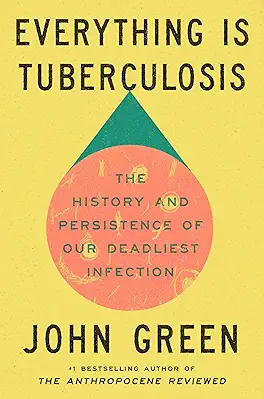 EVERYTHING IS
TUBERCULOSIS
THE
HISTORY AND
PERSISTENCE OF
OUR DEADLIEST
INFECTION
JOHN GREEN
#1 BESTSELLING AUTHOR OF
THE ANTHROPOCENE REVIEWED